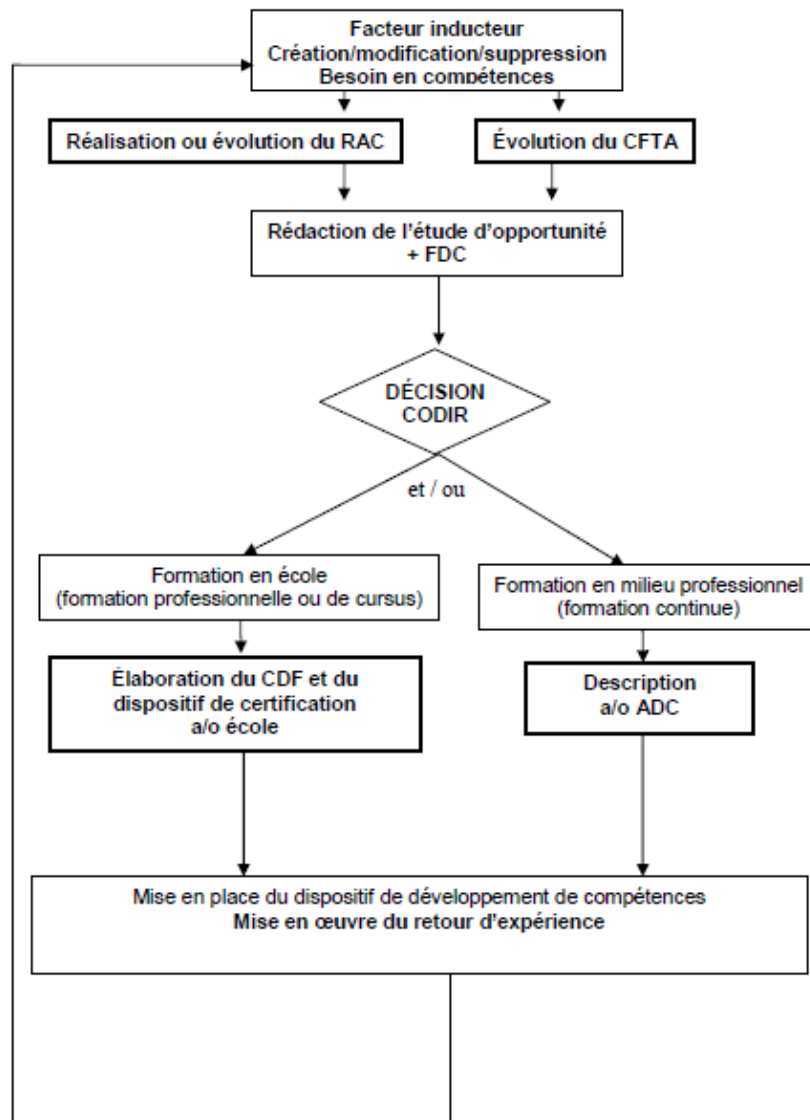 Facteur inducteur
Création/modification/suppression
Besoin en compétences
Réalisation ou évolution du RAC
Évolution du CFTA
Rédaction de l'étude d'opportunité
+ FDC
DÉCISION
CODIR
et / ou
Formation en école
(formation professionnelle ou de cursus)
Formation en milieu professionnel
(formation continue)
Élaboration du CDF et du
dispositif de certification
a/o école
Description
a/o ADC
Mise en place du dispositif de développement de compétences
Mise en œuvre du retour d'expérience